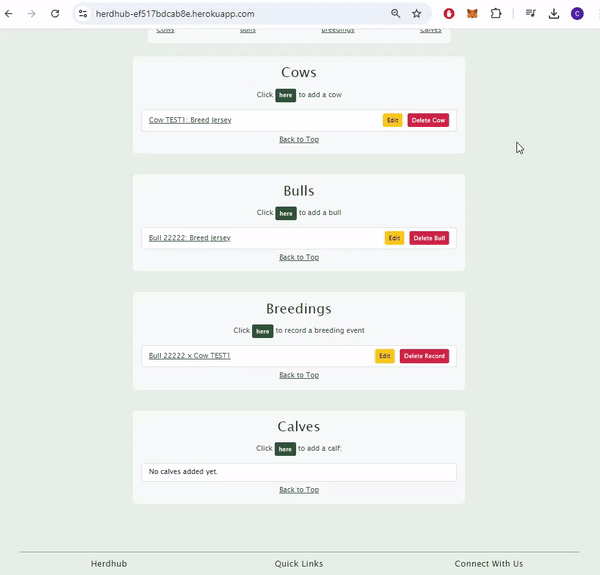 herdhub-ef517bdcab8e.herokuapp.com
C
Cows Bulls Breedings Calves
Cows
Click here to add a cow
Cow TEST1: Breed Jersey Edit Delete Cow
Back to Top
Bulls
Click here to add a bull
Bull 22222: Breed Jersey Edit Delete Bull
Back to Top
Breedings
Click here to record a breeding event
Bull 22222 x Cow TEST1 Edit Delete Record
Back to Top
Calves
Click here to add a calf:
No calves added yet.
Back to Top
Herdhub Quick Links Connect With Us